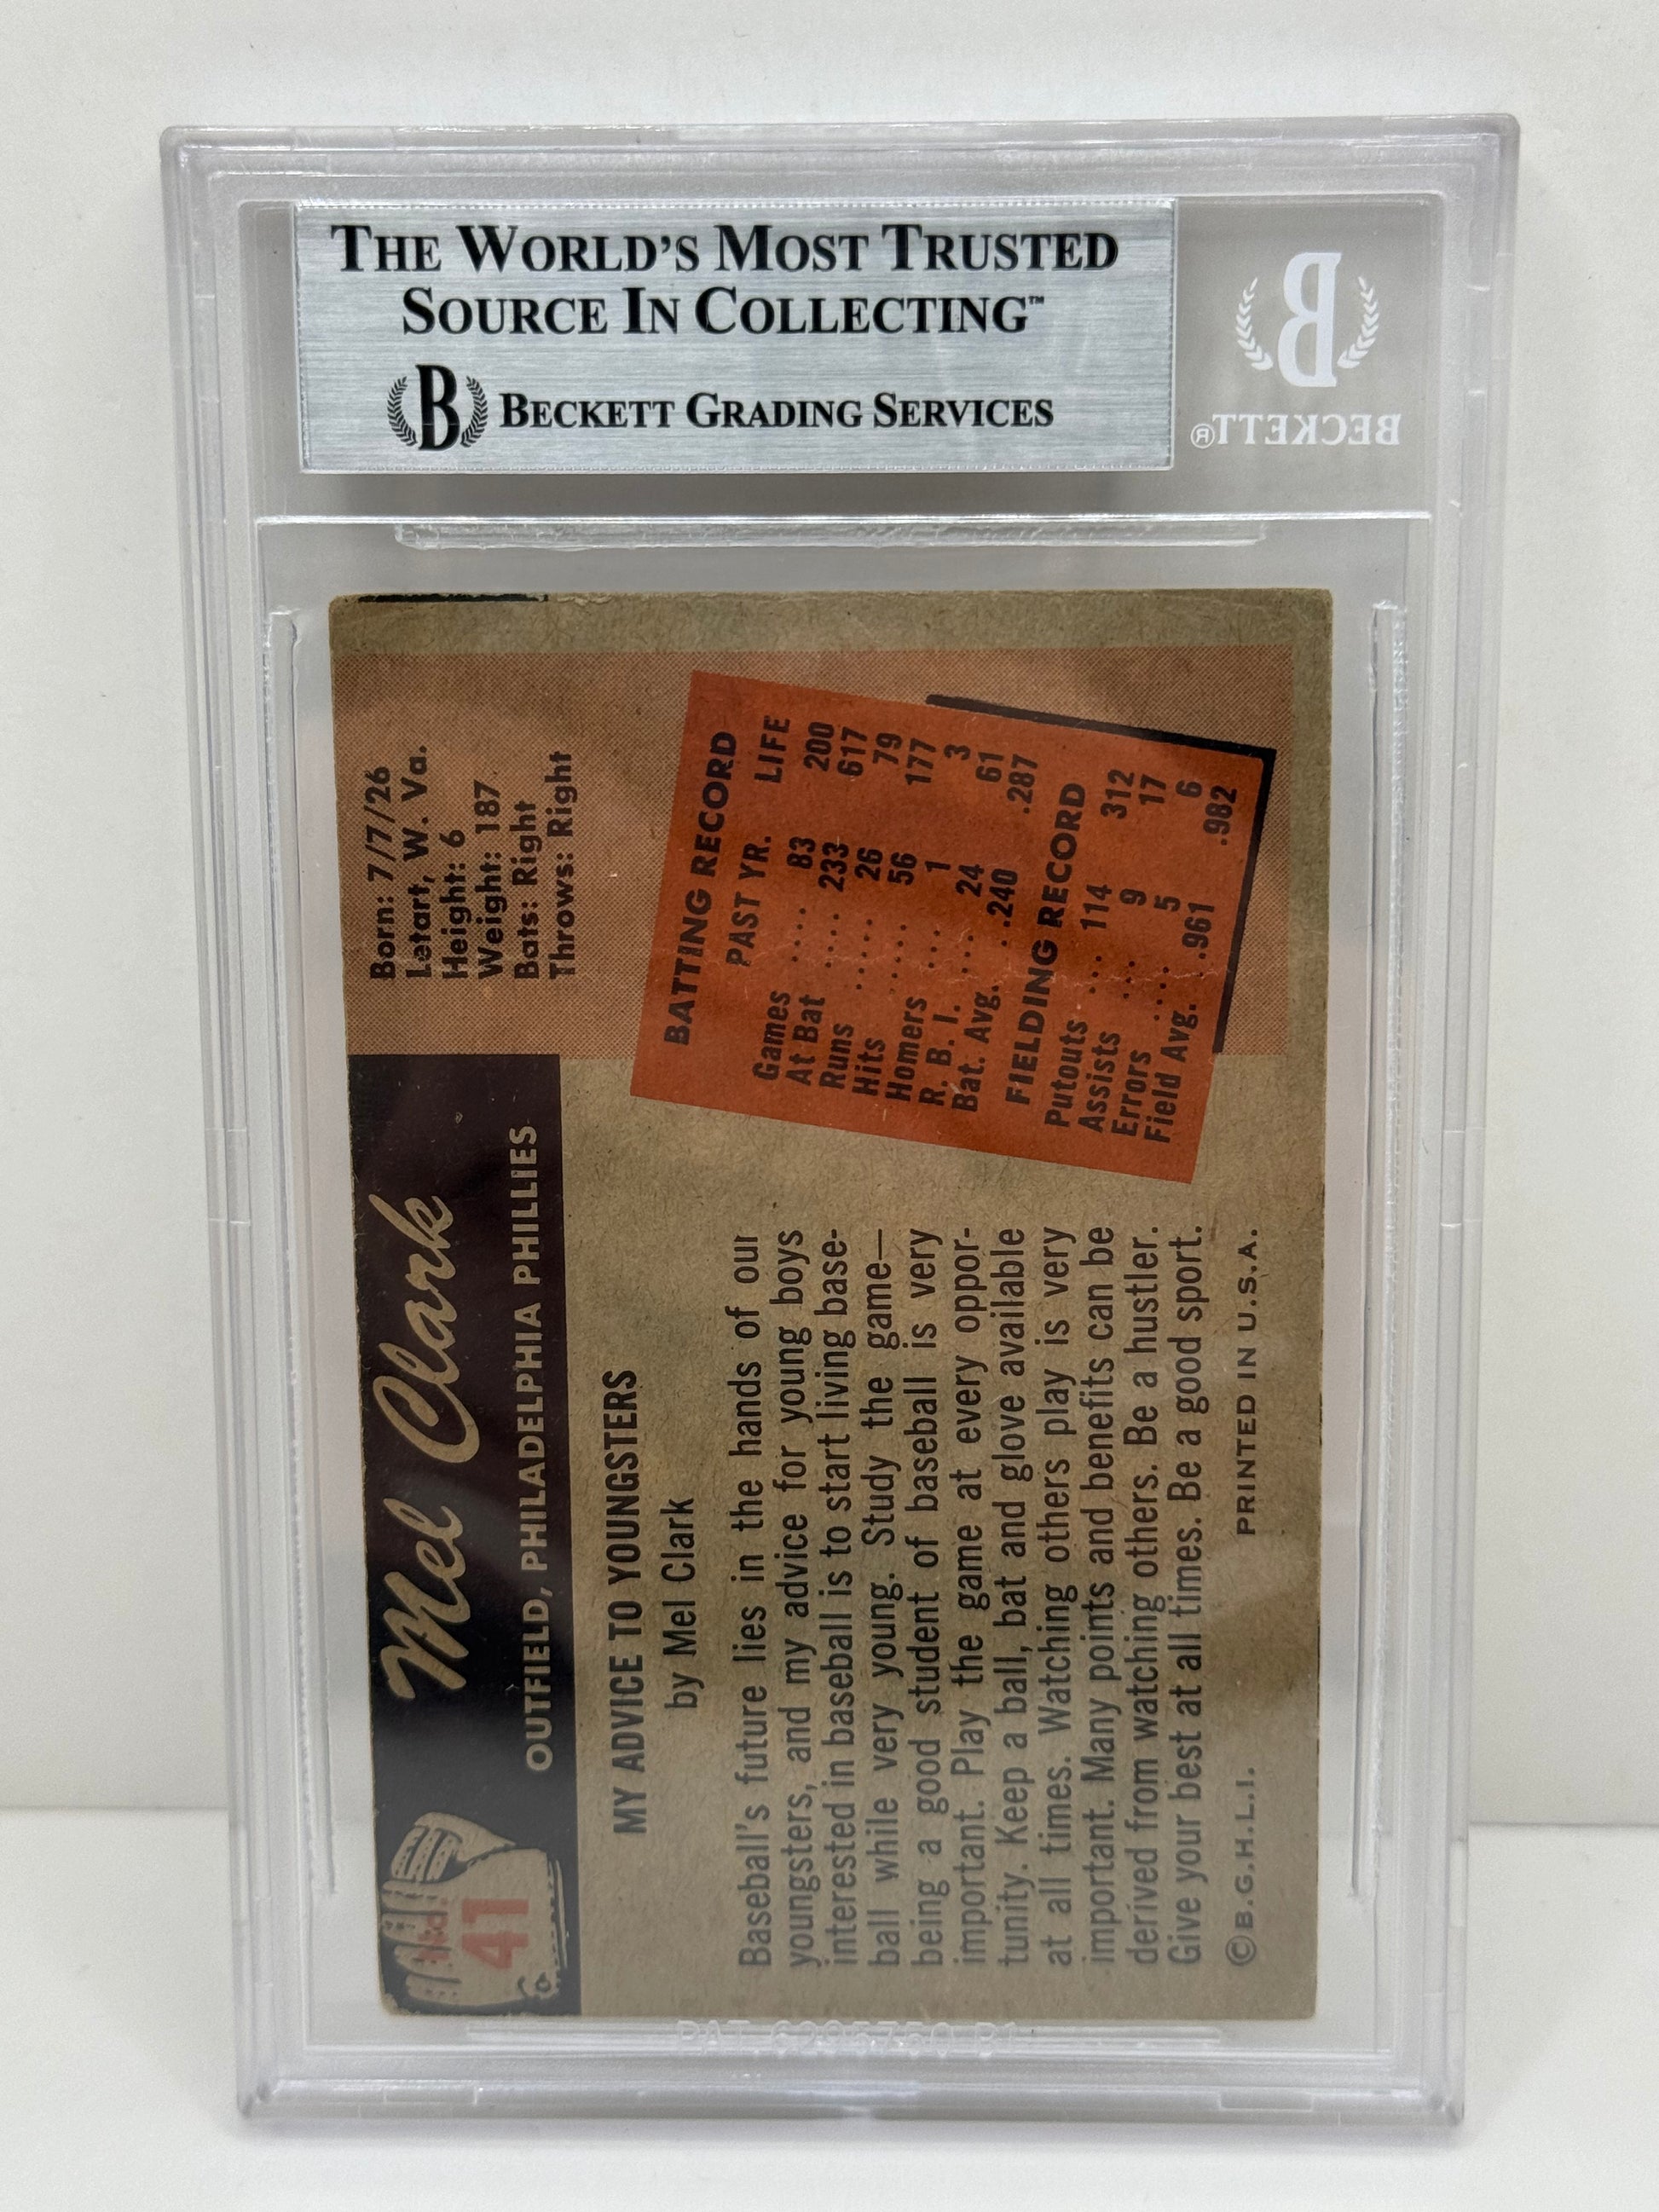 THE WORLD'S MOST TRUSTED
SOURCE IN COLLECTING™
B BECKETT GRADING SERVICES
B
BECKETT®
41
Mel Clark
OUTFIELD, PHILADELPHIA PHILLIES
Born: 7/7/26
Letart, W. Va.
Height: 6
Weight: 187
Bats: Right
Throws: Right
MY ADVICE TO YOUNGSTERS
by Mel Clark
Baseball's future lies in the hands of our
youngsters, and my advice for young boys
interested in baseball is to start living base-
ball while very young. Study the game—
being a good student of baseball is very
important. Play the game at every oppor-
tunity. Keep a ball, bat and glove available
at all times. Watching others play is very
important. Many points and benefits can be
derived from watching others. Be a hustler.
Give your best at all times. Be a good sport.
©B.G.H.L.I. PRINTED IN U.S.A.
BATTING RECORD
PAST YR. LIFE
Games ..... 83 200
At Bat ..... 233 617
Runs ...... 26 79
Hits ...... 56 177
Homers .... 1 3
R. B. I. .... 24 61
Bat. Avg. ..240 .287
FIELDING RECORD
Putouts ... 114 312
Assists ... 9 17
Errors .... 5 6
Field Avg. ..961 .982
PAT 6295750 B1